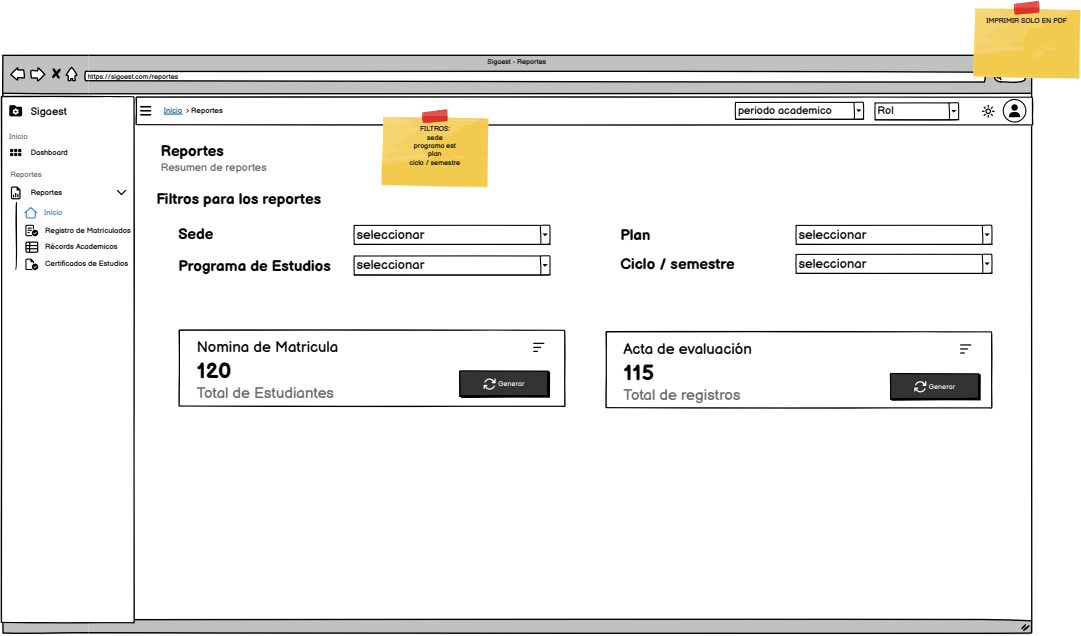 IMPRIMIR SOLO EN PDF
Sigaest - Reportes
https://sigaest.com/reportes
Sigaest
Inicio > Reportes
periodo academico
Rol
FILTROS:
sede
programa est
plan
ciclo / semestre
Inicio
Dashboard
Reportes
Reportes
Inicio
Registro de Matriculados
Récords Academicos
Certificados de Estudios
Reportes
Resumen de reportes
Filtros para los reportes
Sede
seleccionar
Plan
seleccionar
Programa de Estudios
seleccionar
Ciclo / semestre
seleccionar
Nomina de Matricula
120
Total de Estudiantes
Generar
Acta de evaluación
115
Total de registros
Generar